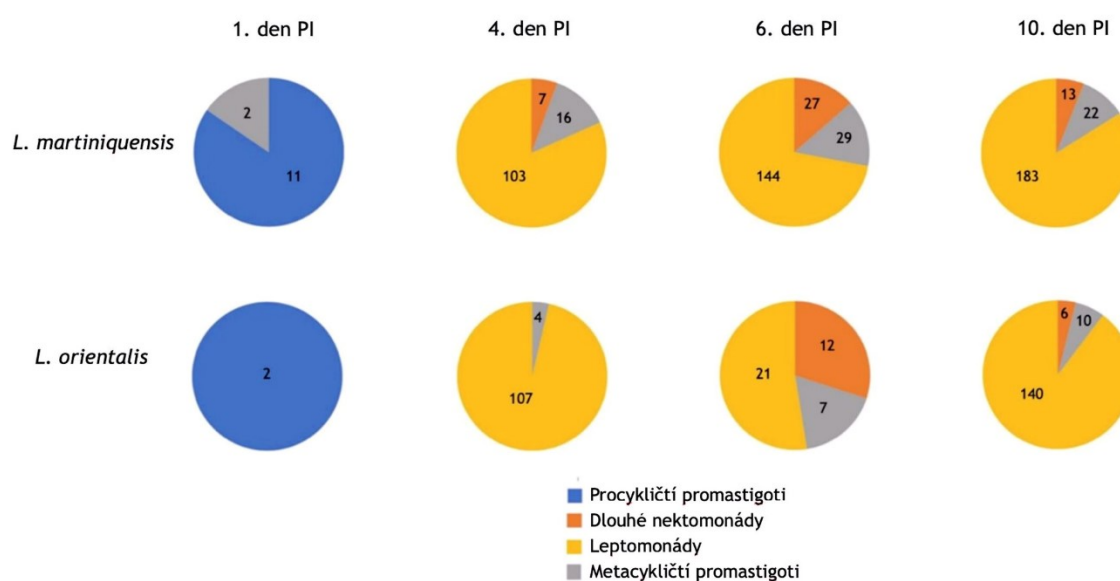 1. den PI 4. den PI 6. den PI 10. den PI
L. martiniquensis
2
11
7
16
103
27
29
144
13
22
183
L. orientalis
2
4
107
12
21
7
6
10
140
Procykličtí promastigoti
Dlouhé nektomonády
Leptomonády
Metacykličtí promastigoti